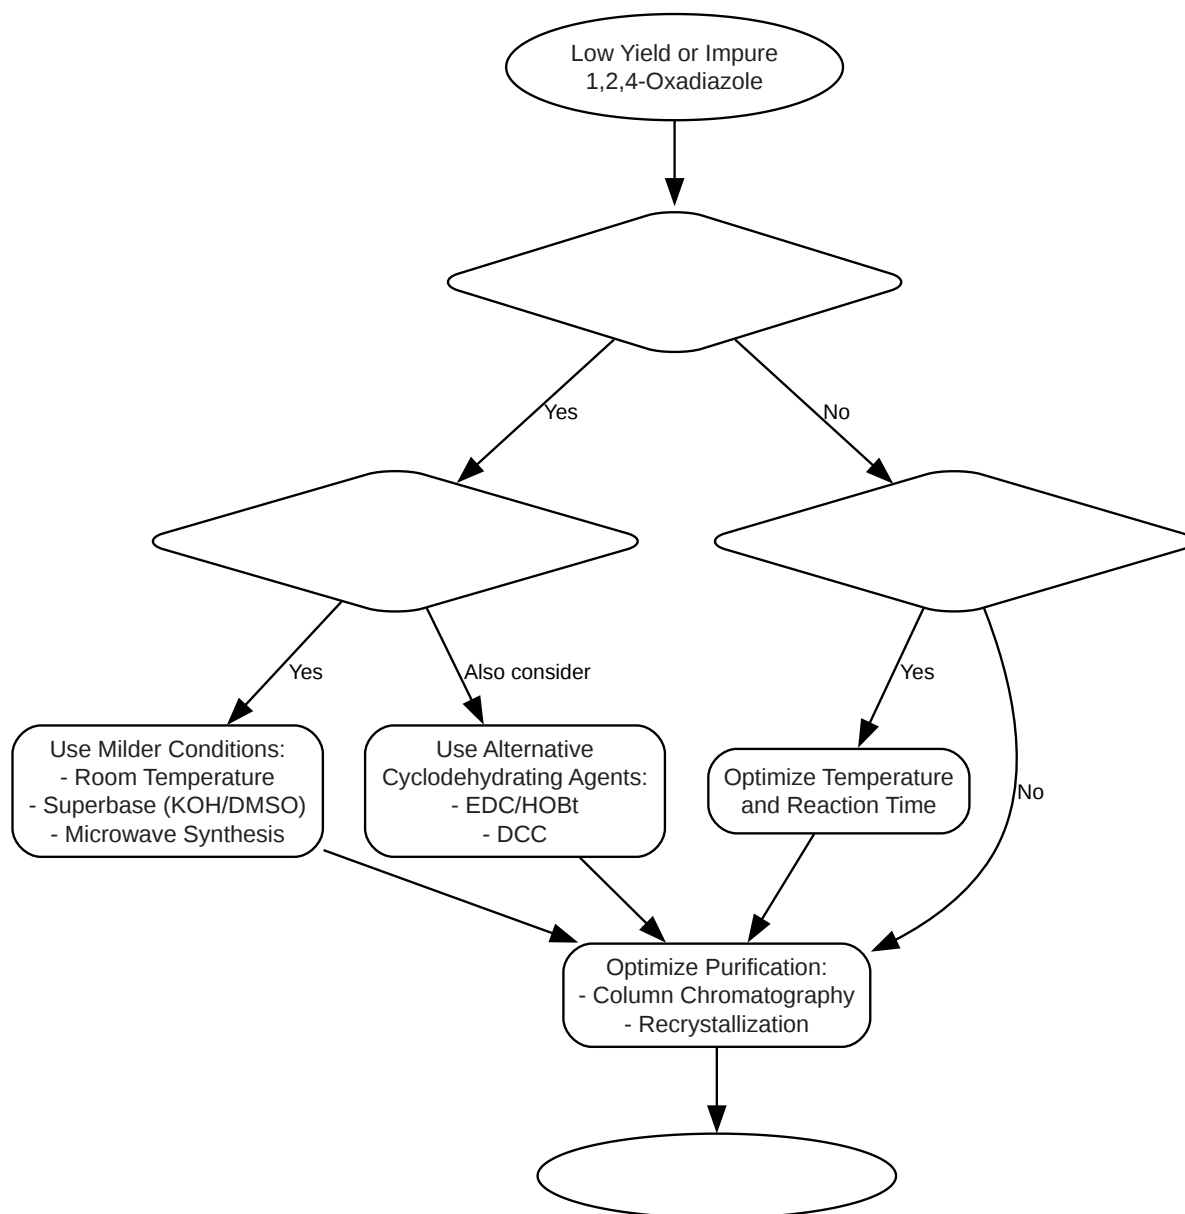 Low Yield or Impure
1,2,4-Oxadiazole
Yes
No
Yes
Also consider
Yes
Use Milder Conditions:
- Room Temperature
- Superbase (KOH/DMSO)
- Microwave Synthesis
Use Alternative
Cyclodehydrating Agents:
- EDC/HOBt
- DCC
Optimize Temperature
and Reaction Time
No
Optimize Purification:
- Column Chromatography
- Recrystallization